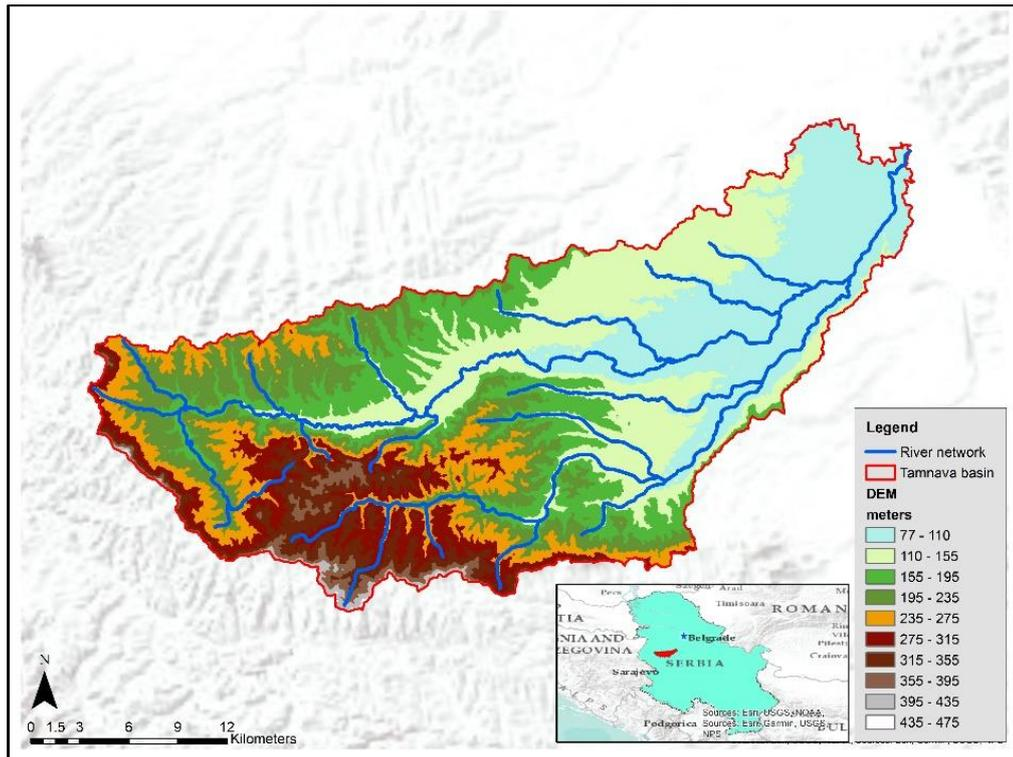 N
0 1.5 3 6 9 12
Kilometers
Legend
River network
Tamnava basin
DEM
meters
77 - 110
110 - 155
155 - 195
195 - 235
235 - 275
275 - 315
315 - 355
355 - 395
395 - 435
435 - 475
Pecs
Arad
Timisoara
ROMAN
TIA
Belgrade
NIA AND
ZEGOVINA
SERBIA
Craiova
Sarajevo
Podgorica
Sources: Esri, USGS, NOAA,
Sources: Esri, Garmin, USGS,
NPS